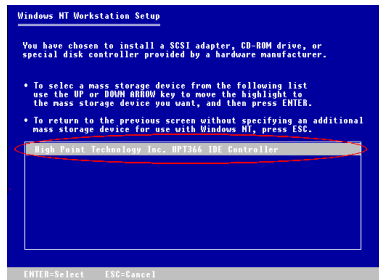 Windows NT Workstation Setup
You have chosen to install a SCSI adapter, CD-ROM drive, or
special disk controller provided by a hardware manufacturer.
• To selec a mass storage device from the following list
use the UP or DOWN ARROW key to move the highlight to
the mass storage device you want, and then press ENTER.
• To return to the previous screen without specifying an additional
mass storage device for use with Windows NT, press ESC.
High Point Technology Inc. HPT366 IDE Controller
ENTER=Select ESC=Cancel